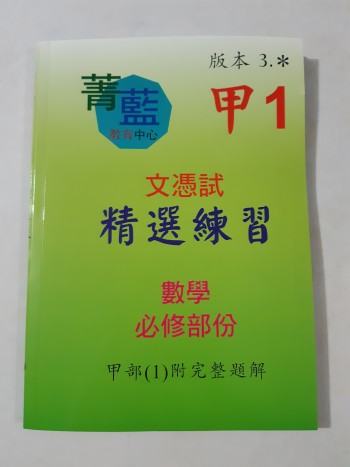 版本 3.*
甲1
菁藍
教育中心
文憑試
精選練習
數學
必修部份
甲部(1)附完整題解